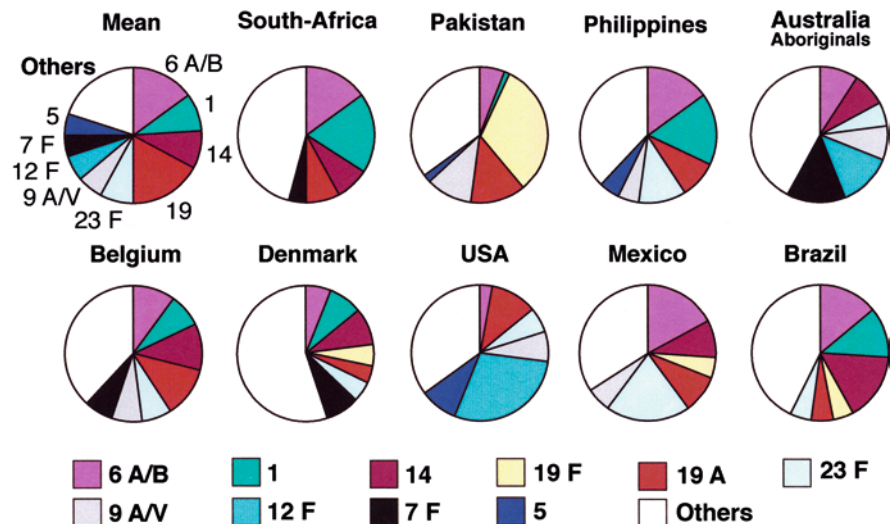 Mean
South-Africa
Pakistan
Philippines
Australia
Aboriginals
Others
6 A/B
1
14
19
23 F
9 A/V
12 F
7 F
5
Belgium
Denmark
USA
Mexico
Brazil
6 A/B
1
14
19 F
19 A
23 F
9 A/V
12 F
7 F
5
Others